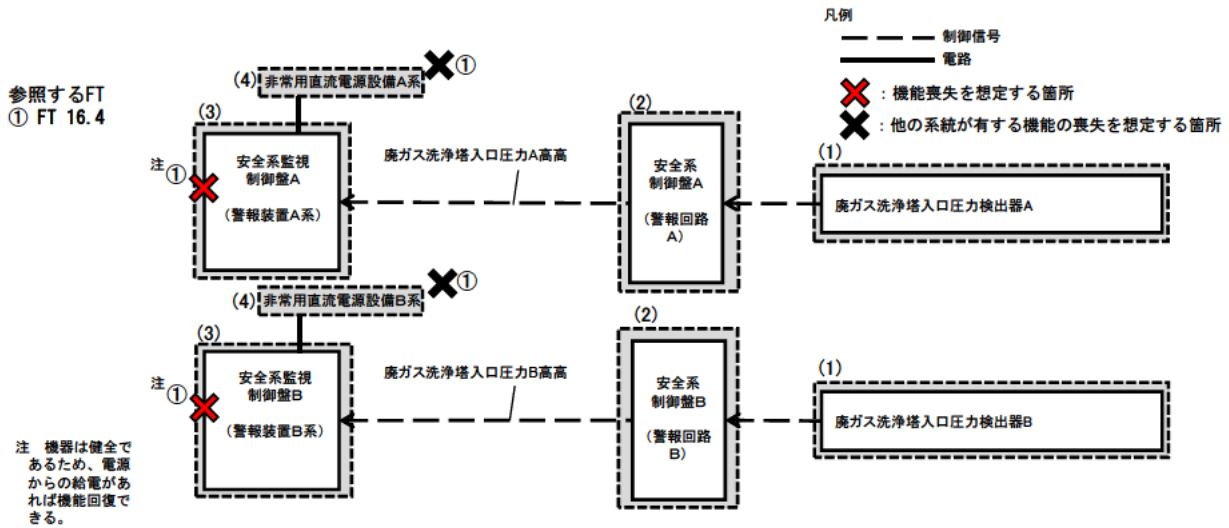 凡例
制御信号
電路
：機能喪失を想定する箇所
：他の系統が有する機能の喪失を想定する箇所
参照するFT
① FT 16.4
(4)
非常用直流電源設備A系
①
(3)
注①
安全系監視
制御盤A
（警報装置A系）
廃ガス洗浄塔入口圧力A高高
(2)
安全系
制御盤A
（警報回路
A）
(1)
廃ガス洗浄塔入口圧力検出器A
(4)
非常用直流電源設備B系
①
(3)
注①
安全系監視
制御盤B
（警報装置B系）
廃ガス洗浄塔入口圧力B高高
(2)
安全系
制御盤B
（警報回路
B）
(1)
廃ガス洗浄塔入口圧力検出器B
注　機器は健全で
あるため、電源
からの給電があ
れば機能回復で
きる。